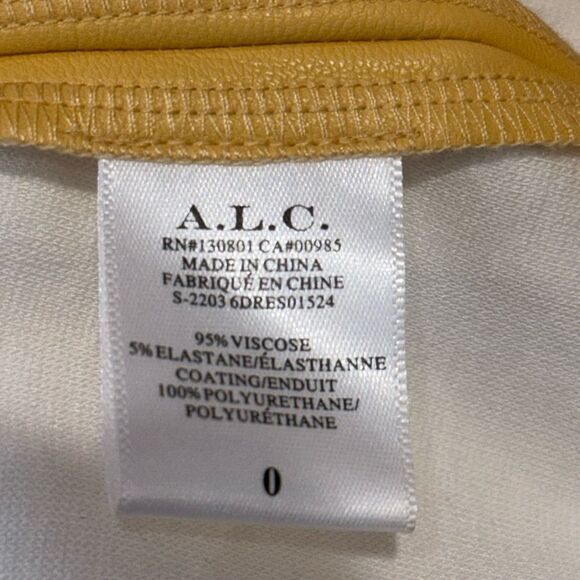 A.L.C.
RN#130801 CA#00985
MADE IN CHINA
FABRIQUÉ EN CHINE
S-2203 6DRES01524
95% VISCOSE
5% ELASTANE/ÉLASTHANNE
COATING/ENDUIT
100% POLYURETHANE/
POLYURÉTHANE
0